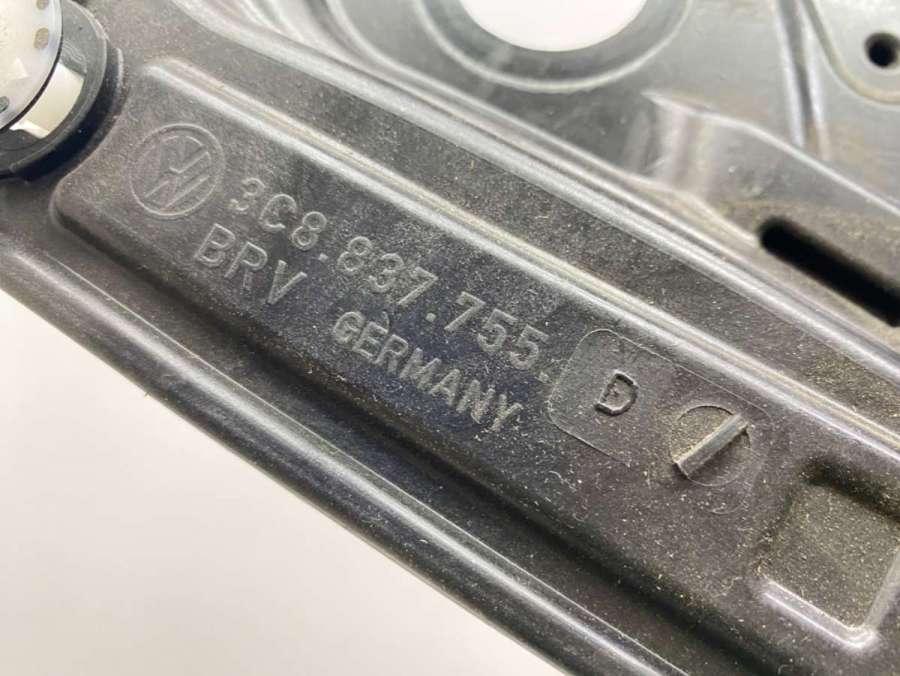 3C8.837.755. D
BRV
GERMANY